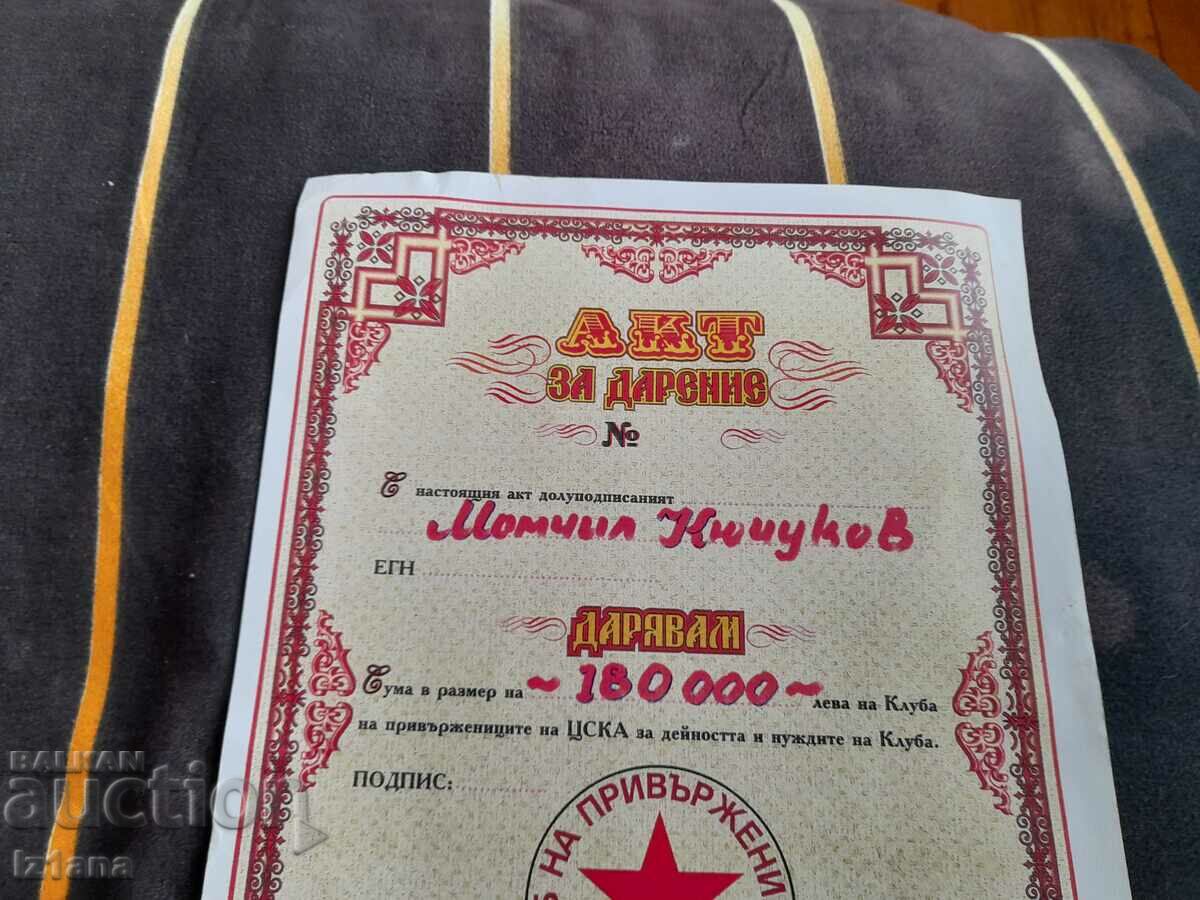 АКТ
ЗА ДАРЕНИЕ
№
С настоящия акт долуподписаният
Момчил Кючуков
ЕГН
ДАРЯВАМ
Сума в размер на ~180 000~ лева на Клуба
на привържениците на ЦСКА за дейността и нуждите на Клуба.
ПОДПИС:
Б НА ПРИВЪРЖЕНИ
BALKAN
auction
iz1ana